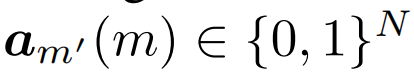 𝒂_{m′}(m) ∈ {0, 1}^N